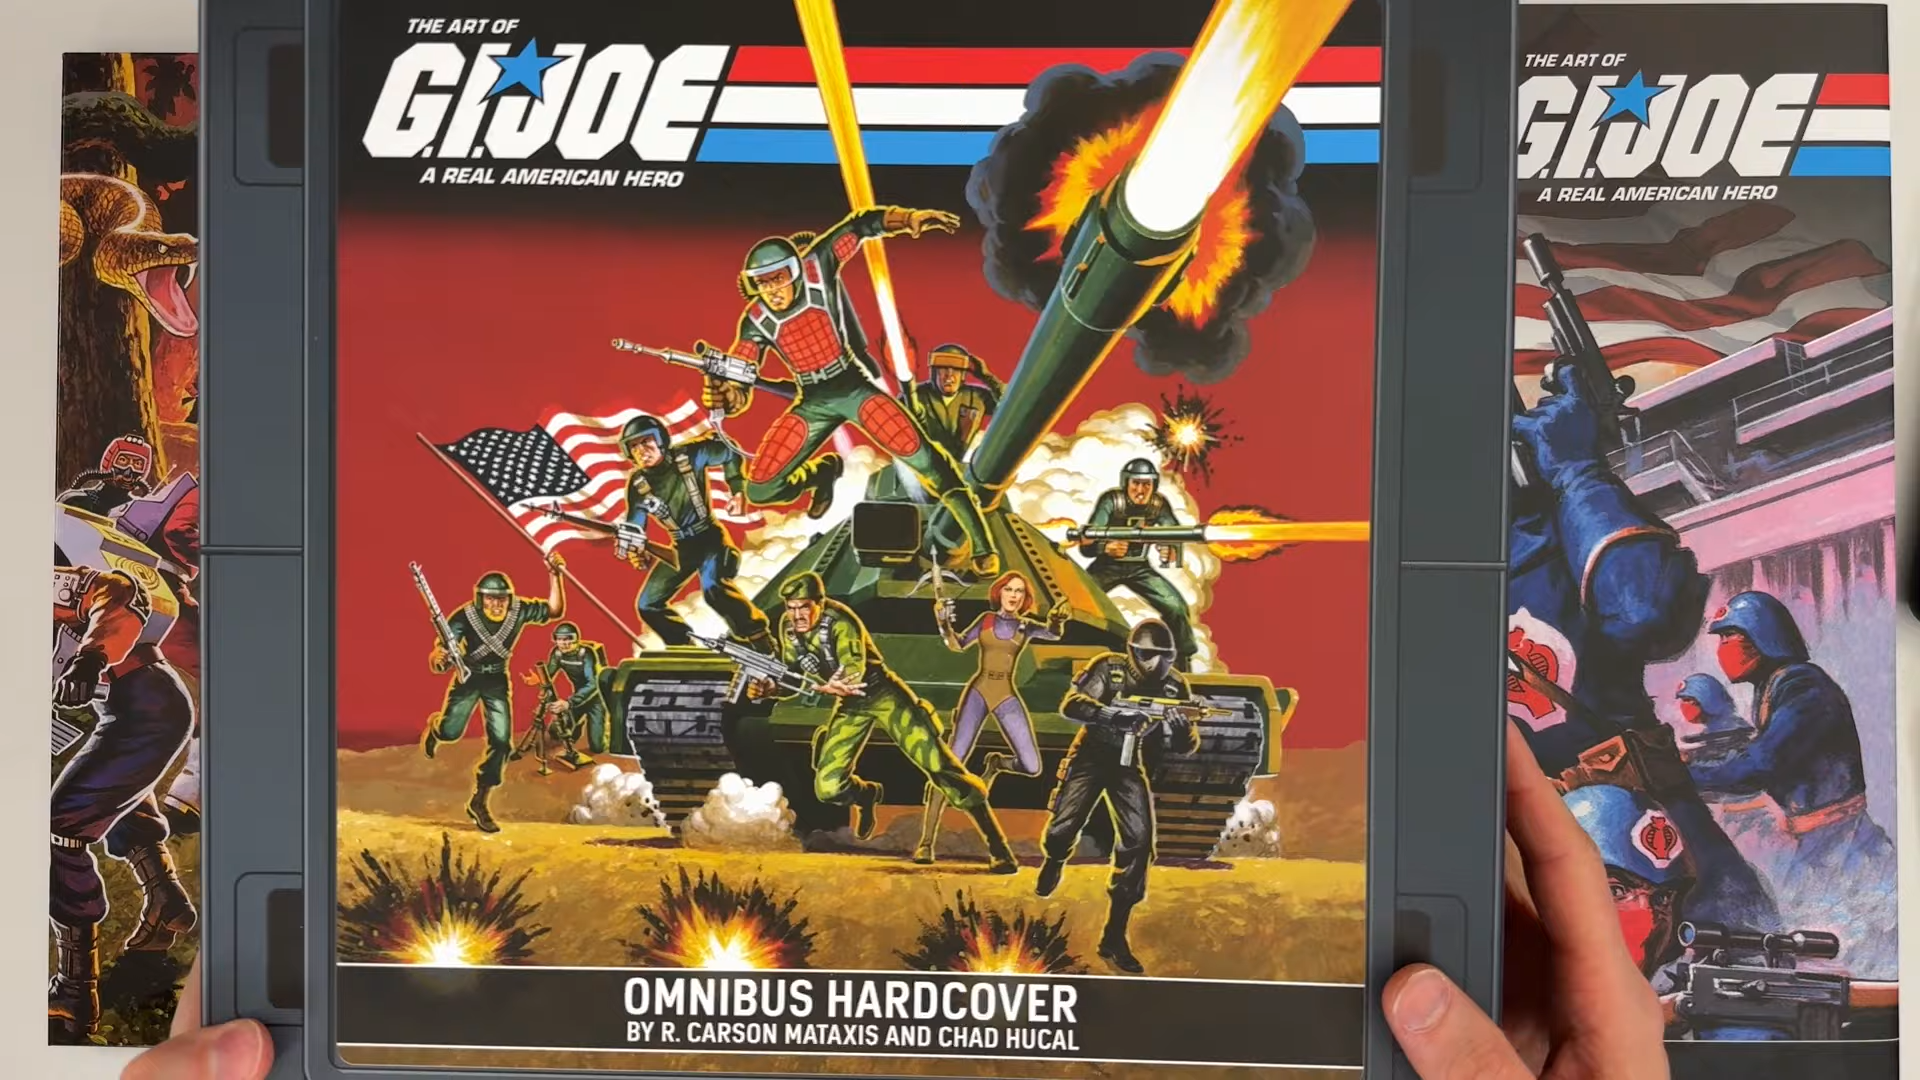 THE ART OF
G.I.JOE
A REAL AMERICAN HERO
OMNIBUS HARDCOVER
BY R. CARSON MATAXIS AND CHAD HUCAL
THE ART OF
G.I.JOE
A REAL AMERICAN HERO